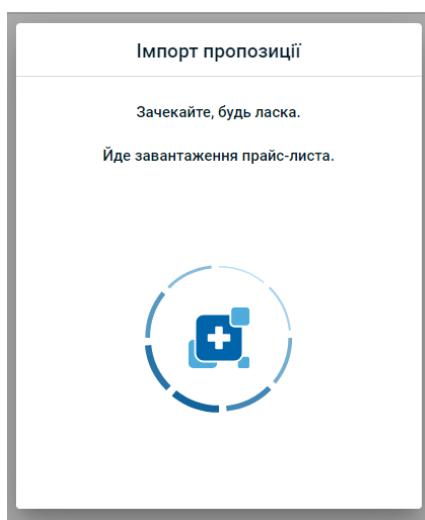 Імпорт пропозиції
Зачекайте, будь ласка.
Йде завантаження прайс-листа.